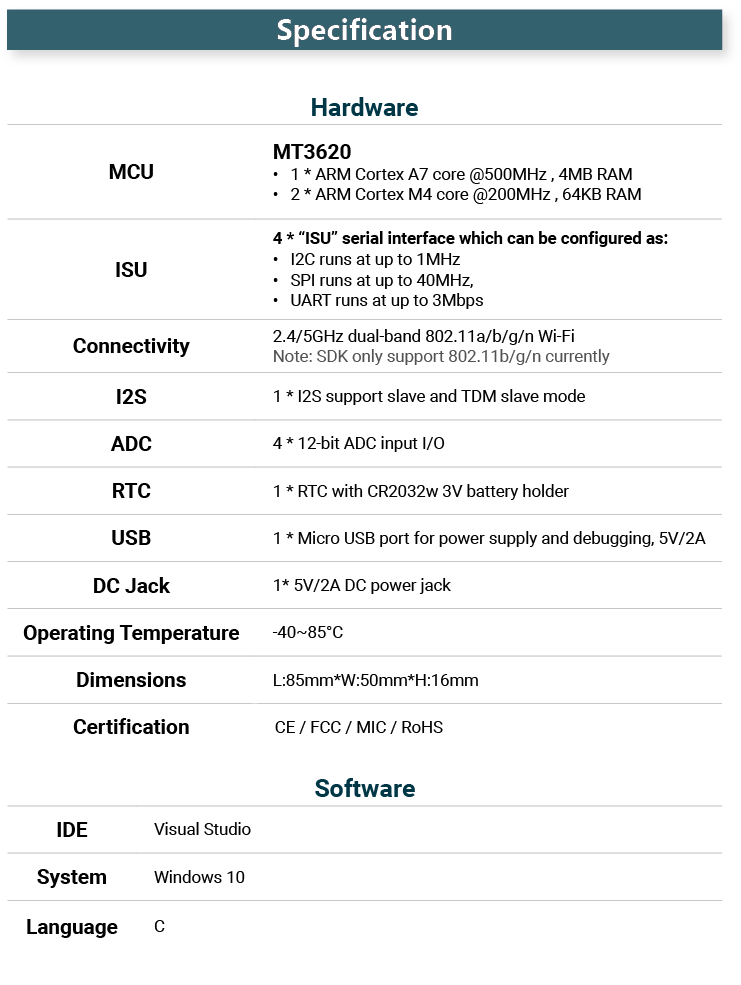 Specification
Hardware
MCU
MT3620
• 1 * ARM Cortex A7 core @500MHz , 4MB RAM
• 2 * ARM Cortex M4 core @200MHz , 64KB RAM
ISU
4 * “ISU” serial interface which can be configured as:
• I2C runs at up to 1MHz
• SPI runs at up to 40MHz,
• UART runs at up to 3Mbps
Connectivity
2.4/5GHz dual-band 802.11a/b/g/n Wi-Fi
Note: SDK only support 802.11b/g/n currently
I2S
1 * I2S support slave and TDM slave mode
ADC
4 * 12-bit ADC input I/O
RTC
1 * RTC with CR2032w 3V battery holder
USB
1 * Micro USB port for power supply and debugging, 5V/2A
DC Jack
1* 5V/2A DC power jack
Operating Temperature
-40~85°C
Dimensions
L:85mm*W:50mm*H:16mm
Certification
CE / FCC / MIC / RoHS
Software
IDE
Visual Studio
System
Windows 10
Language
C